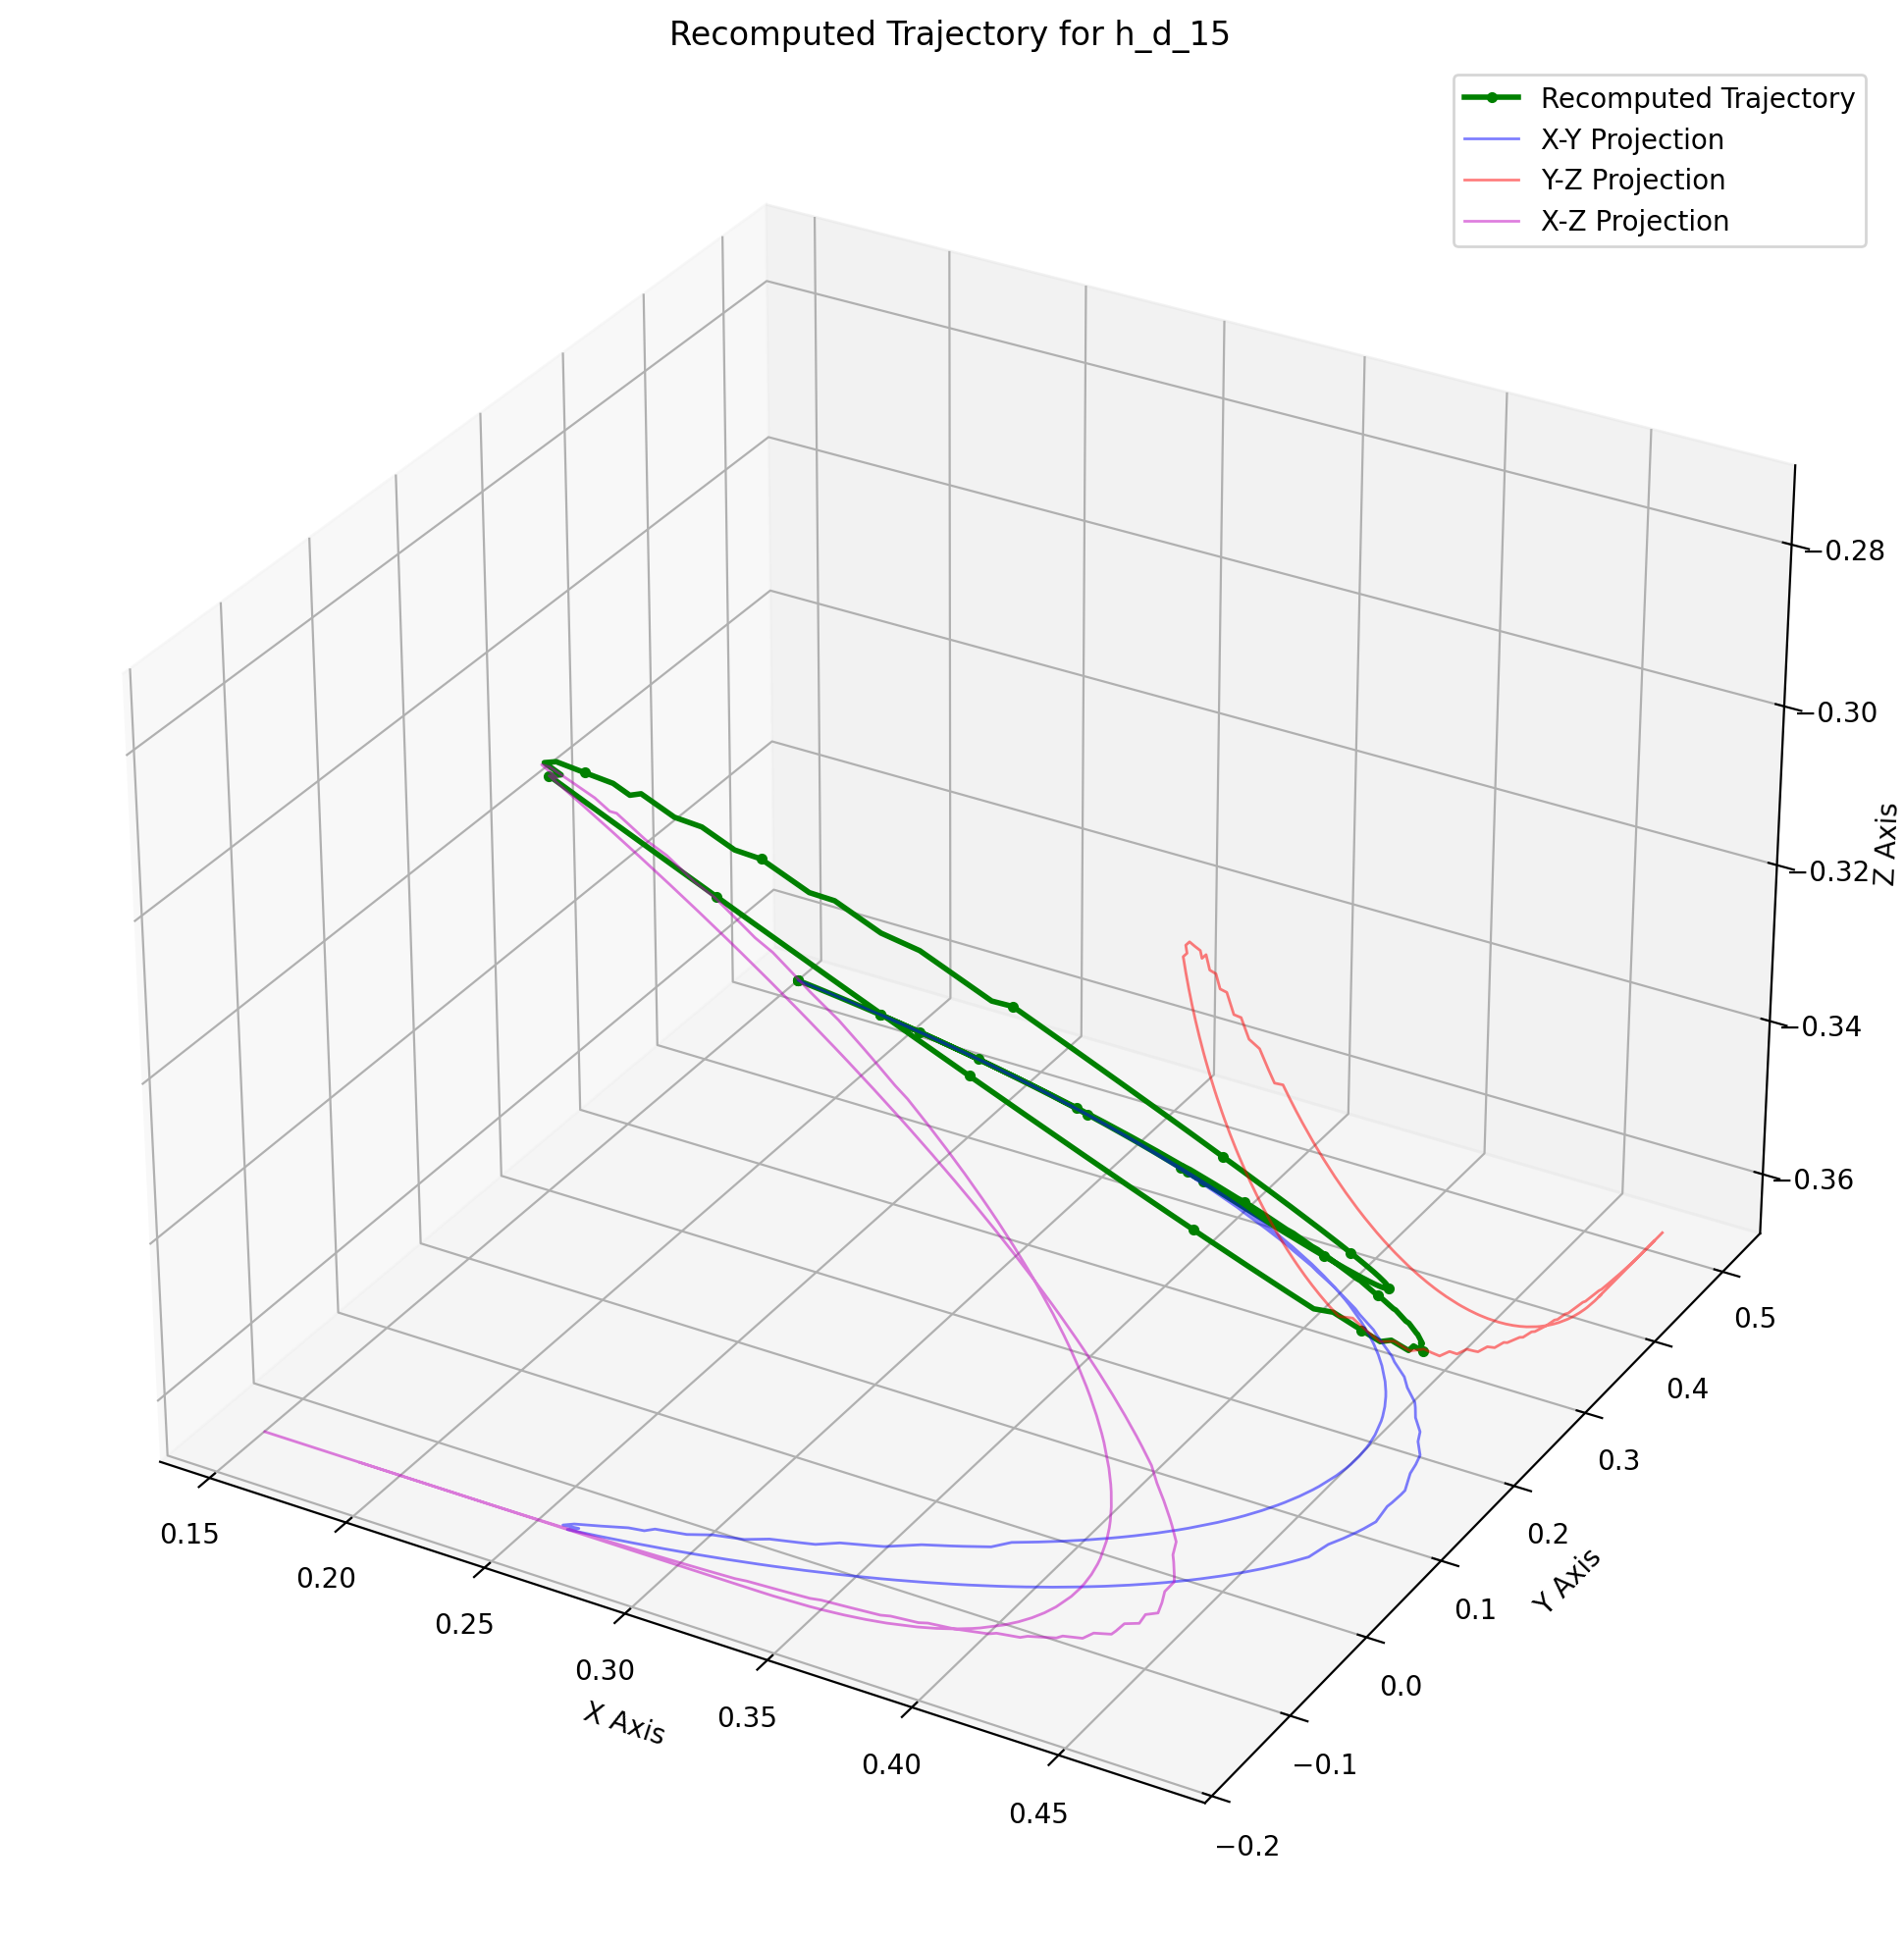 Recomputed Trajectory for h_d_15
Recomputed Trajectory
X-Y Projection
Y-Z Projection
X-Z Projection
−0.28
−0.30
−0.32
−0.34
−0.36
Z Axis
0.5
0.4
0.3
0.2
0.1
0.0
−0.1
−0.2
Y Axis
0.15
0.20
0.25
0.30
0.35
0.40
0.45
X Axis